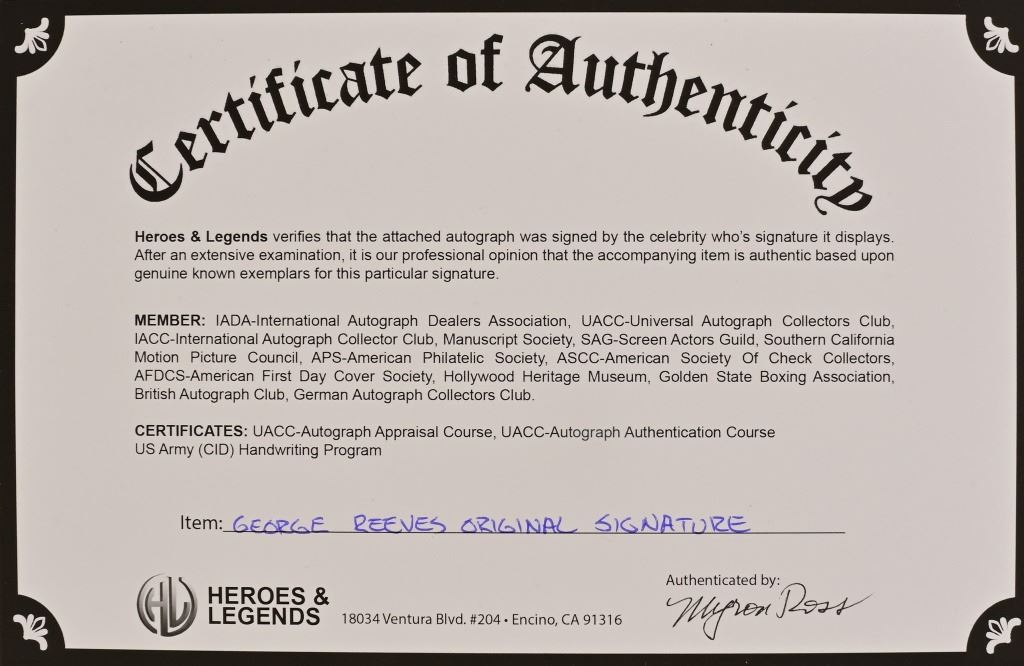 Certificate of Authenticity
Heroes & Legends verifies that the attached autograph was signed by the celebrity who's signature it displays.
After an extensive examination, it is our professional opinion that the accompanying item is authentic based upon
genuine known exemplars for this particular signature.
MEMBER: IADA-International Autograph Dealers Association, UACC-Universal Autograph Collectors Club,
IACC-International Autograph Collector Club, Manuscript Society, SAG-Screen Actors Guild, Southern California
Motion Picture Council, APS-American Philatelic Society, ASCC-American Society Of Check Collectors,
AFDCS-American First Day Cover Society, Hollywood Heritage Museum, Golden State Boxing Association,
British Autograph Club, German Autograph Collectors Club.
CERTIFICATES: UACC-Autograph Appraisal Course, UACC-Autograph Authentication Course
US Army (CID) Handwriting Program
Item: GEORGE REEVES ORIGINAL SIGNATURE
HL HEROES &
LEGENDS
18034 Ventura Blvd. #204 • Encino, CA 91316
Authenticated by:
Myron Ross